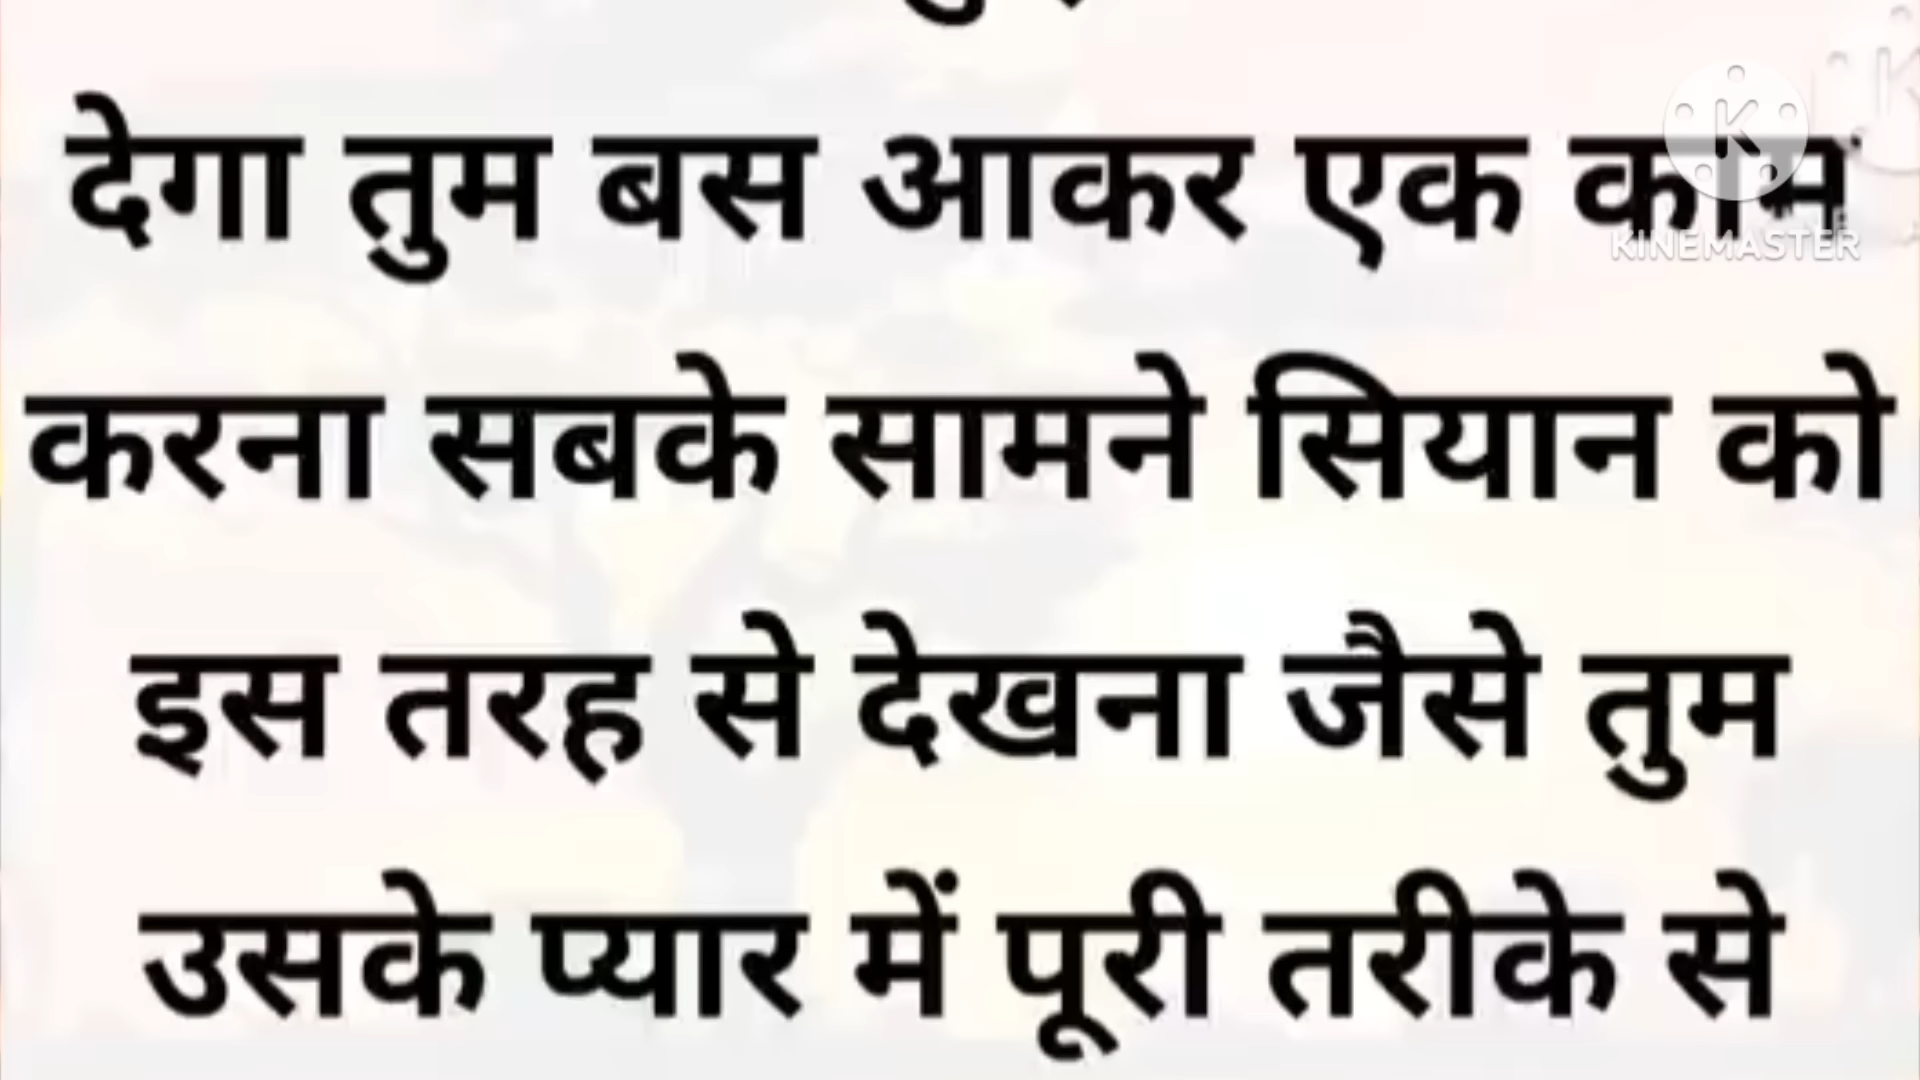 देगा तुम बस आकर एक काम
KINEMASTER
करना सबके सामने सियान को
इस तरह से देखना जैसे तुम
उसके प्यार में पूरी तरीके से